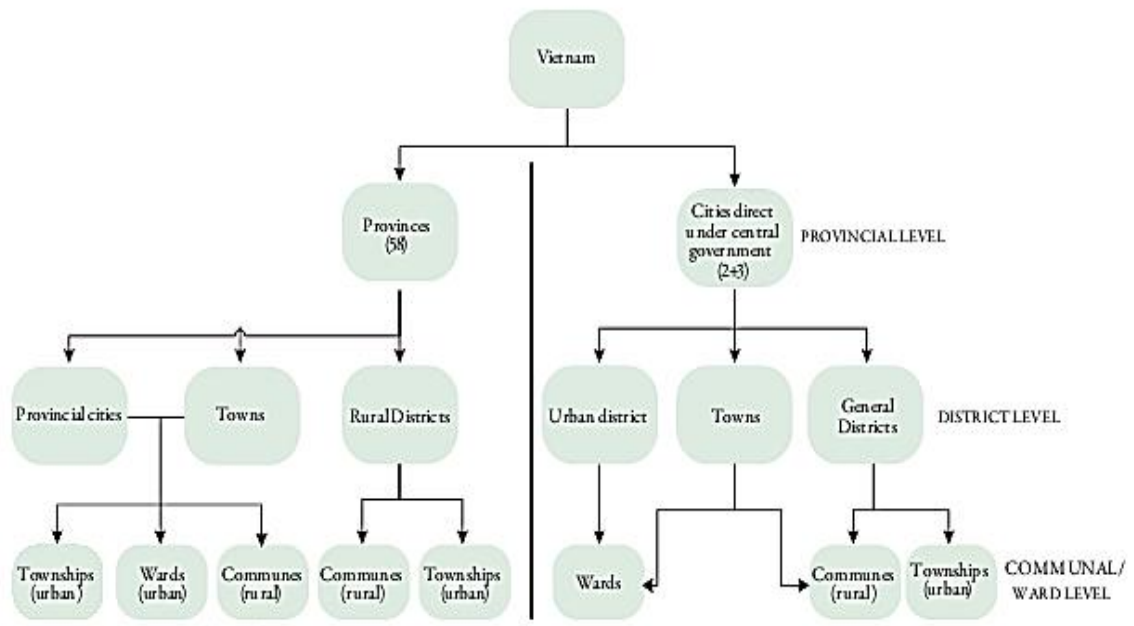 Vietnam
Provinces
(58)
Cities direct
under central
government
(2+3)
PROVINCIAL LEVEL
Provincial cities
Towns
Rural Districts
Urban district
Towns
General
Districts
DISTRICT LEVEL
Townships
(urban)
Wards
(urban)
Communes
(rural)
Communes
(rural)
Townships
(urban)
Wards
Communes
(rural)
Townships
(urban)
COMMUNAL/
WARD LEVEL